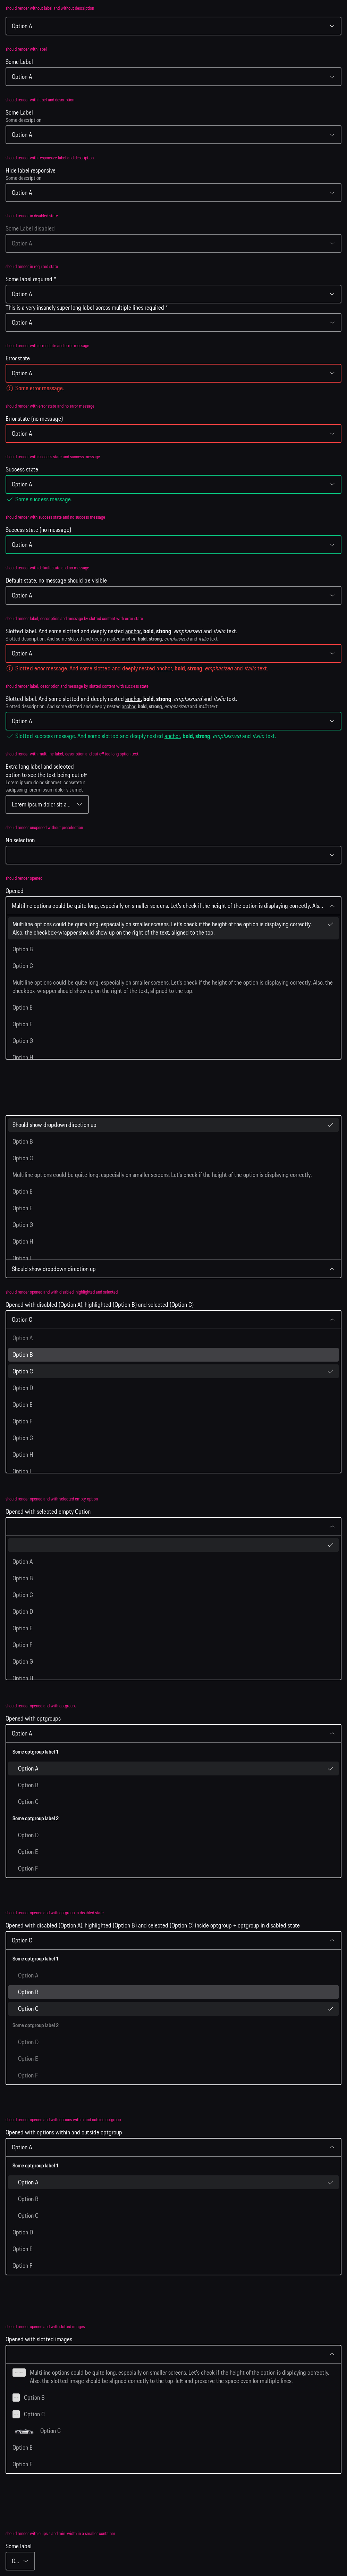 should render without label and without description
Option A
should render with label
Some Label
Option A
should render with label and description
Some Label
Some description
Option A
should render with responsive label and description
Hide label responsive
Some description
Option A
should render in disabled state
Some Label disabled
Option A
should render in required state
Some label required *
Option A
This is a very insanely super long label across multiple lines required *
Option A
should render with error state and error message
Error state
Option A
Some error message.
should render with error state and no error message
Error state (no message)
Option A
should render with success state and success message
Success state
Option A
Some success message.
should render with success state and no success message
Success state (no message)
Option A
should render with default state and no message
Default state, no message should be visible
Option A
should render label, description and message by slotted content with error state
Slotted label. And some slotted and deeply nested anchor, bold, strong, emphasized and italic text.
Slotted description. And some slotted and deeply nested anchor, bold, strong, emphasized and italic text.
Option A
Slotted error message. And some slotted and deeply nested anchor, bold, strong, emphasized and italic text.
should render label, description and message by slotted content with success state
Slotted label. And some slotted and deeply nested anchor, bold, strong, emphasized and italic text.
Slotted description. And some slotted and deeply nested anchor, bold, strong, emphasized and italic text.
Option A
Slotted success message. And some slotted and deeply nested anchor, bold, strong, emphasized and italic text.
should render with multiline label, description and cut off too long option text
Extra long label and selected
option to see the text being cut off
Lorem ipsum dolor sit amet, consetetur
sadipscing lorem ipsum dolor sit amet
Lorem ipsum dolor sit a...
should render unopened without preselection
No selection
should render opened
Opened
Multiline options could be quite long, especially on smaller screens. Let's check if the height of the option is displaying correctly. Als...
Multiline options could be quite long, especially on smaller screens. Let's check if the height of the option is displaying correctly.
Also, the checkbox-wrapper should show up on the right of the text, aligned to the top.
Option B
Option C
Multiline options could be quite long, especially on smaller screens. Let's check if the height of the option is displaying correctly. Also, the
checkbox-wrapper should show up on the right of the text, aligned to the top.
Option E
Option F
Option G
Option H
Should show dropdown direction up
Option B
Option C
Multiline options could be quite long, especially on smaller screens. Let's check if the height of the option is displaying correctly.
Option E
Option F
Option G
Option H
Option I
Should show dropdown direction up
should render opened and with disabled, highlighted and selected
Opened with disabled (Option A), highlighted (Option B) and selected (Option C)
Option C
Option A
Option B
Option C
Option D
Option E
Option F
Option G
Option H
Option I
should render opened and with selected empty option
Opened with selected empty Option
Option A
Option B
Option C
Option D
Option E
Option F
Option G
Option H
should render opened and with optgroups
Opened with optgroups
Option A
Some optgroup label 1
Option A
Option B
Option C
Some optgroup label 2
Option D
Option E
Option F
should render opened and with optgroup in disabled state
Opened with disabled (Option A), highlighted (Option B) and selected (Option C) inside optgroup + optgroup in disabled state
Option C
Some optgroup label 1
Option A
Option B
Option C
Some optgroup label 2
Option D
Option E
Option F
should render opened and with options within and outside optgroup
Opened with options within and outside optgroup
Option A
Some optgroup label 1
Option A
Option B
Option C
Option D
Option E
Option F
should render opened and with slotted images
Opened with slotted images
Multiline options could be quite long, especially on smaller screens. Let's check if the height of the option is displaying correctly.
Also, the slotted image should be aligned correctly to the top-left and preserve the space even for multiple lines.
Option B
Option C
Option C
Option E
Option F
should render with ellipsis and min-width in a smaller container
Some label
O...